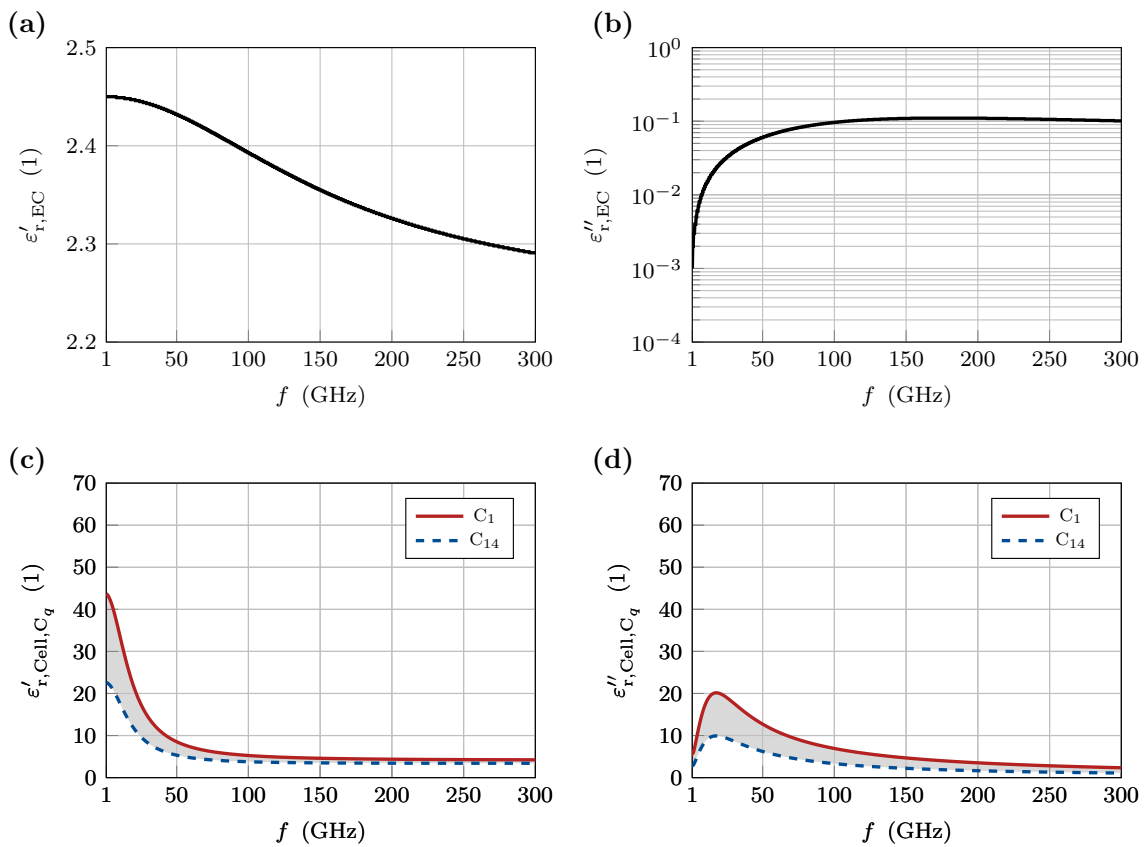 (a)
2.5
2.4
2.3
2.2
ε′r,EC (1)
1 50 100 150 200 250 300
f (GHz)
(b)
10⁰
10⁻¹
10⁻²
10⁻³
10⁻⁴
ε″r,EC (1)
1 50 100 150 200 250 300
f (GHz)
(c)
70
60
50
40
30
20
10
0
ε′r,Cell,Cq (1)
C₁
C₁₄
1 50 100 150 200 250 300
f (GHz)
(d)
70
60
50
40
30
20
10
0
ε″r,Cell,Cq (1)
C₁
C₁₄
1 50 100 150 200 250 300
f (GHz)